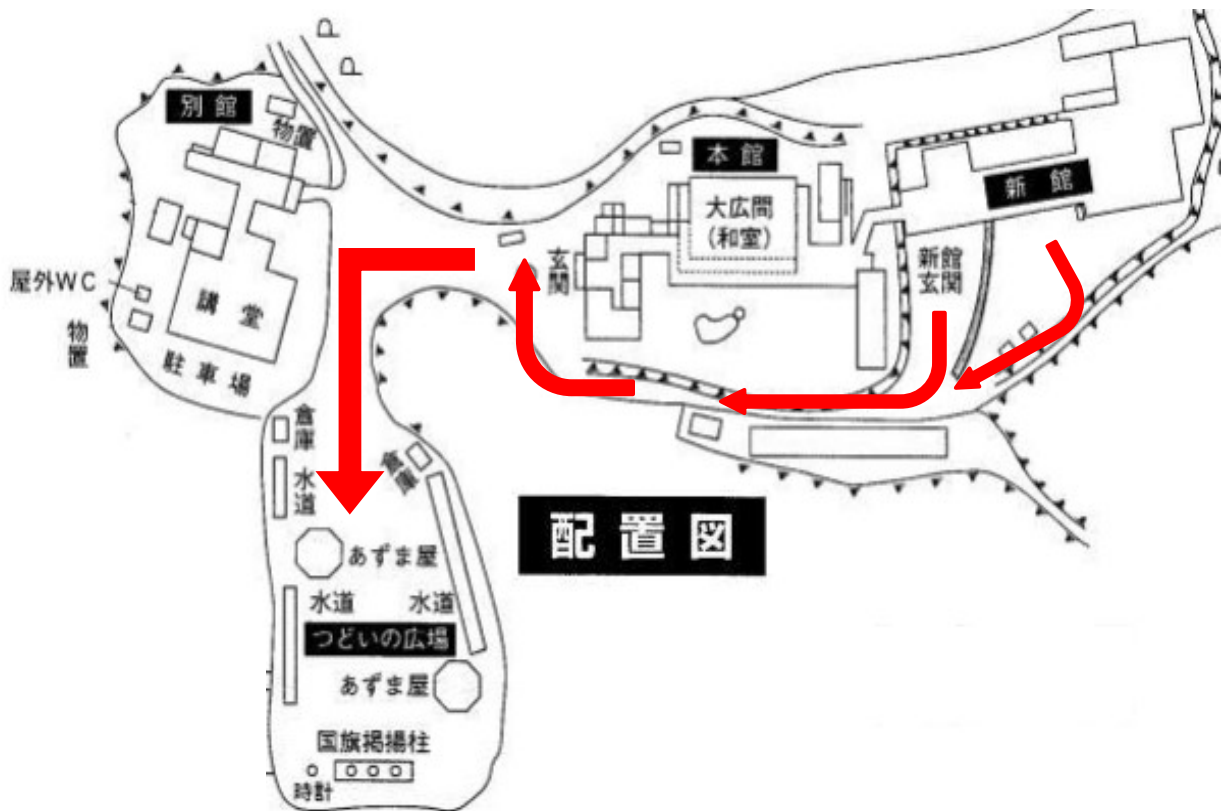 P
P
別館
物置
本館
大広間
(和室)
新館
玄関
新館
玄関
屋外WC
講堂
物置
駐車場
倉庫
水道
倉庫
配置図
あずま屋
水道
水道
つどいの広場
あずま屋
国旗掲揚柱
時計